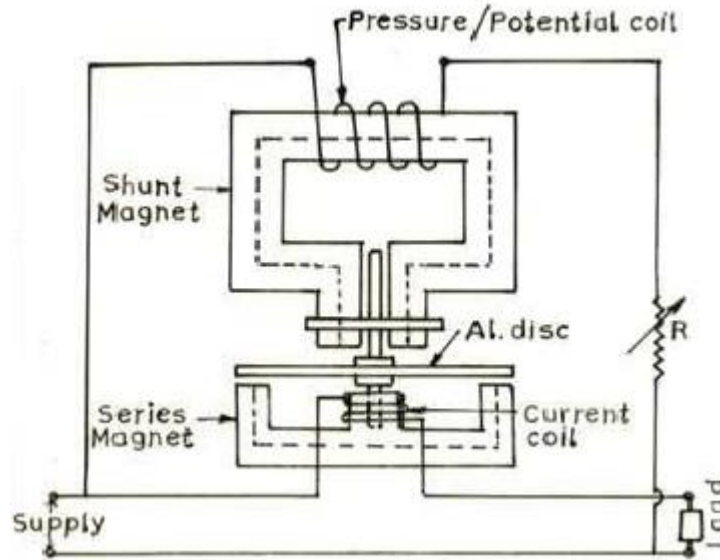 Pressure/Potential coil
Shunt
Magnet
R
Al. disc
Series
Magnet
Current
coil
Supply
Load